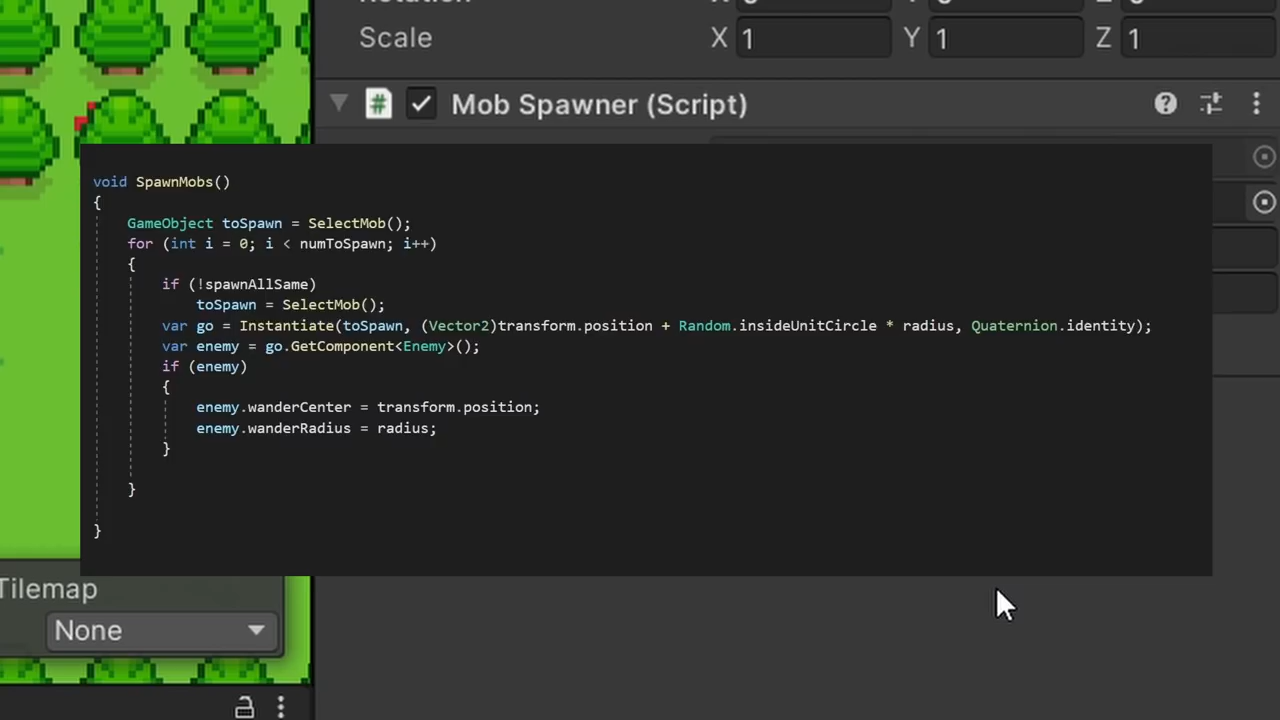 Scale X 1 Y 1 Z 1
Mob Spawner (Script)
void SpawnMobs()
{
GameObject toSpawn = SelectMob();
for (int i = 0; i < numToSpawn; i++)
{
if (!spawnAllSame)
toSpawn = SelectMob();
var go = Instantiate(toSpawn, (Vector2)transform.position + Random.insideUnitCircle * radius, Quaternion.identity);
var enemy = go.GetComponent<Enemy>();
if (enemy)
{
enemy.wanderCenter = transform.position;
enemy.wanderRadius = radius;
}
}
}
Tilemap
None